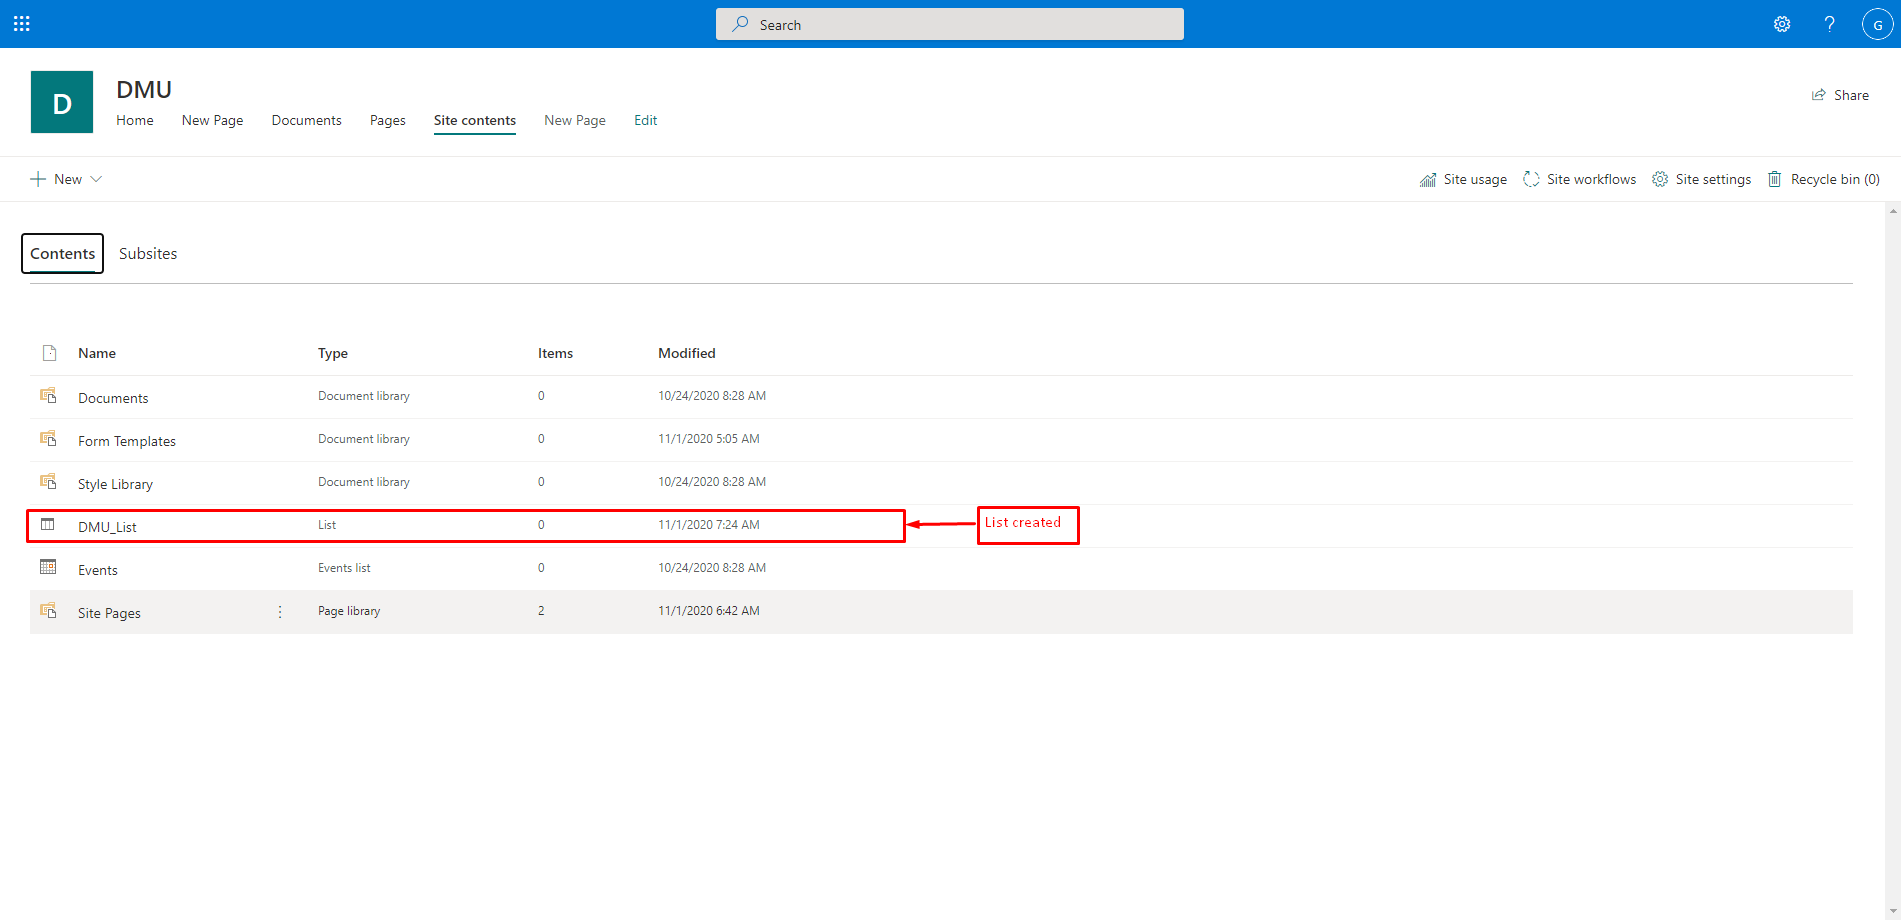 Search
G
D
DMU
Home New Page Documents Pages Site contents New Page Edit
Share
New
Site usage Site workflows Site settings Recycle bin (0)
Contents Subsites
Name Type Items Modified
Documents Document library 0 10/24/2020 8:28 AM
Form Templates Document library 0 11/1/2020 5:05 AM
Style Library Document library 0 10/24/2020 8:28 AM
DMU_List List 0 11/1/2020 7:24 AM List created
Events Events list 0 10/24/2020 8:28 AM
Site Pages Page library 2 11/1/2020 6:42 AM